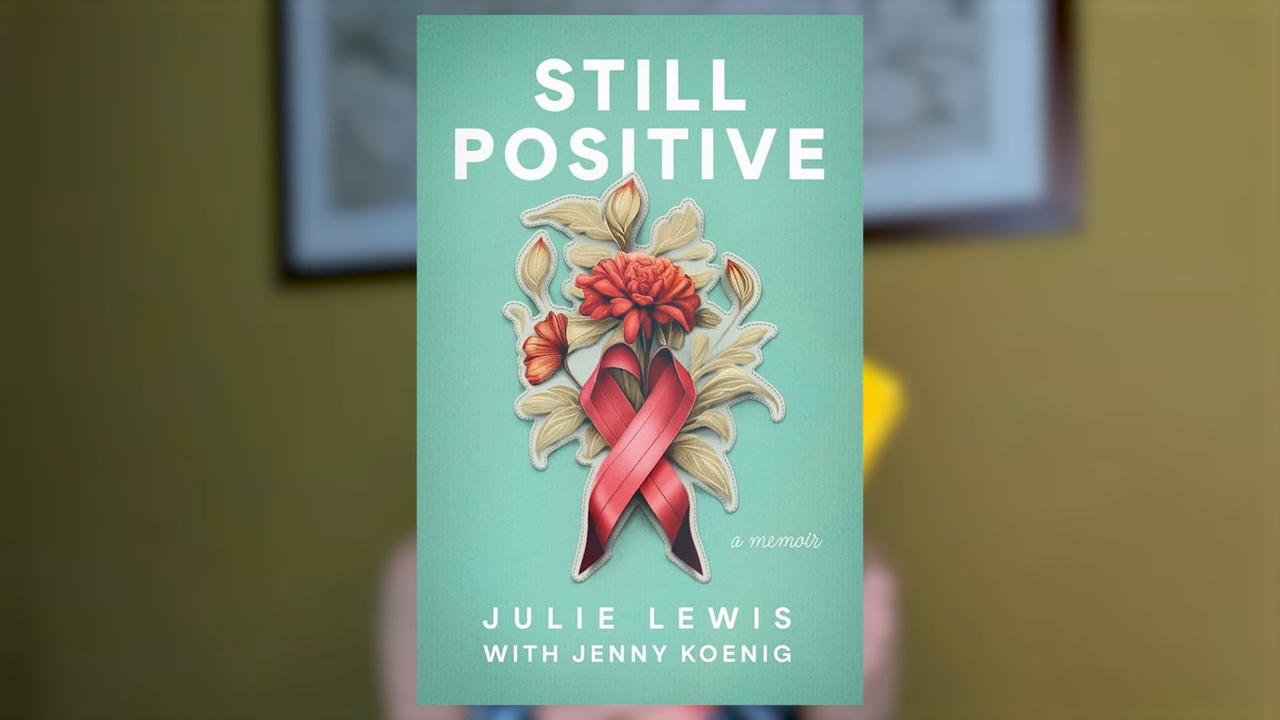 STILL
POSITIVE
a memoir
JULIE LEWIS
WITH JENNY KOENIG